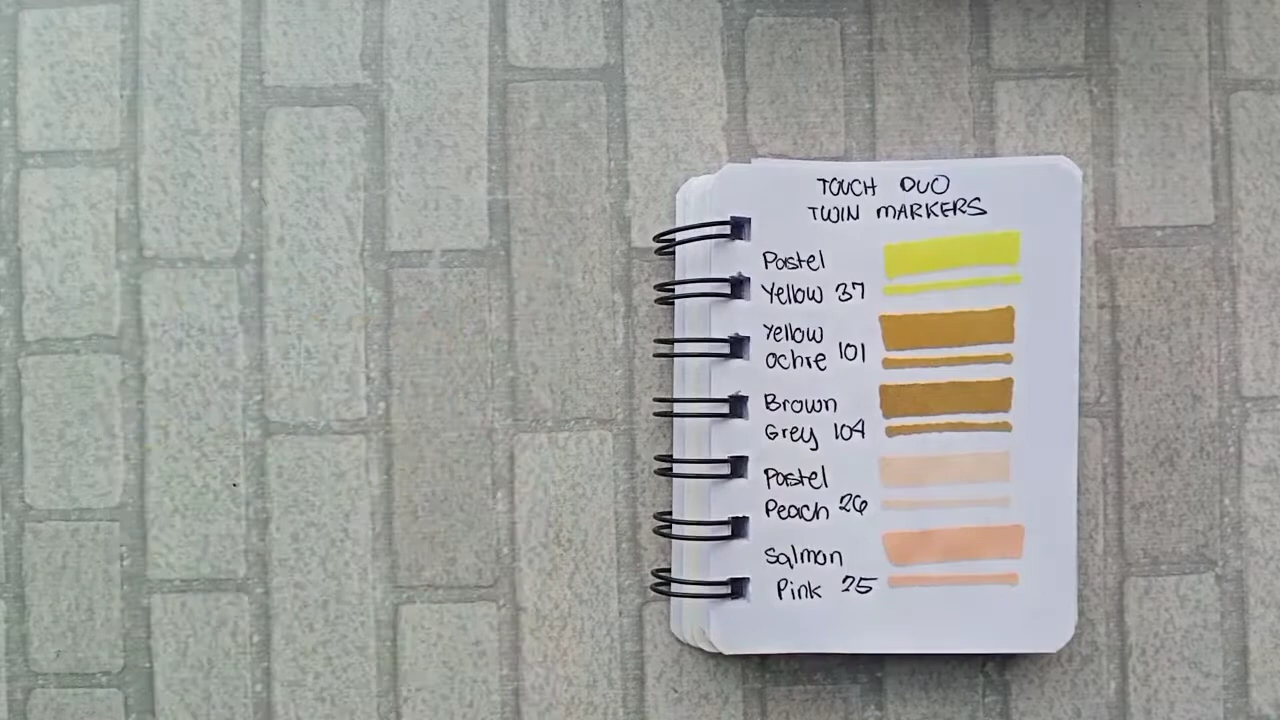 TOUCH DUO
TWIN MARKERS
Pastel
Yellow 37
Yellow
Ochre 101
Brown
Grey 104
Pastel
Peach 26
Salmon
Pink 25